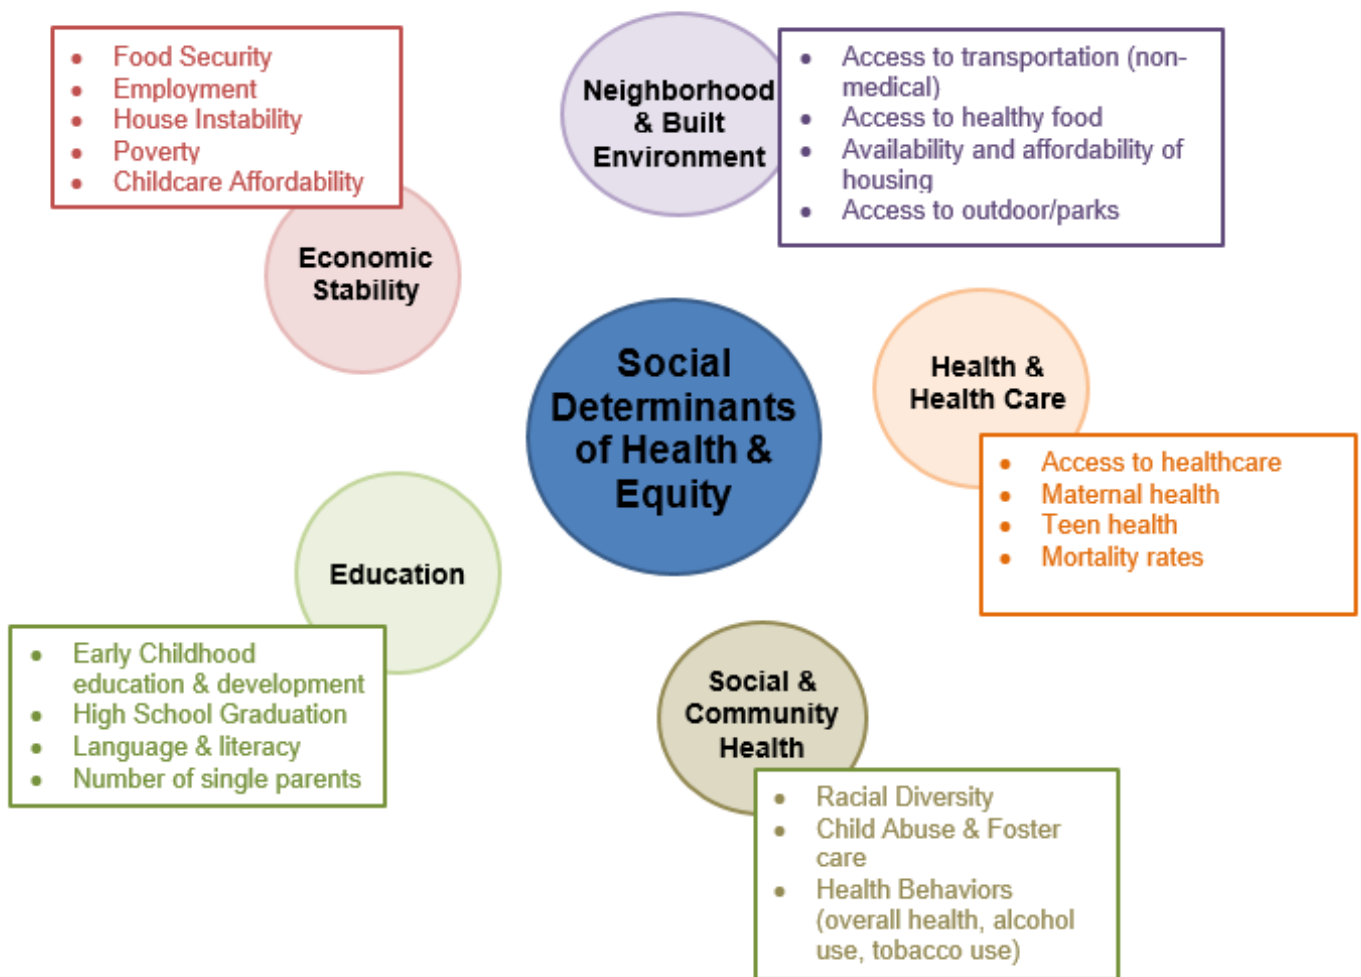 • Food Security
• Employment
• House Instability
• Poverty
• Childcare Affordability
Economic
Stability
Neighborhood
& Built
Environment
• Access to transportation (non-
medical)
• Access to healthy food
• Availability and affordability of
housing
• Access to outdoor/parks
Social
Determinants
of Health &
Equity
Health &
Health Care
• Access to healthcare
• Maternal health
• Teen health
• Mortality rates
Education
• Early Childhood
education & development
• High School Graduation
• Language & literacy
• Number of single parents
Social &
Community
Health
• Racial Diversity
• Child Abuse & Foster
care
• Health Behaviors
(overall health, alcohol
use, tobacco use)